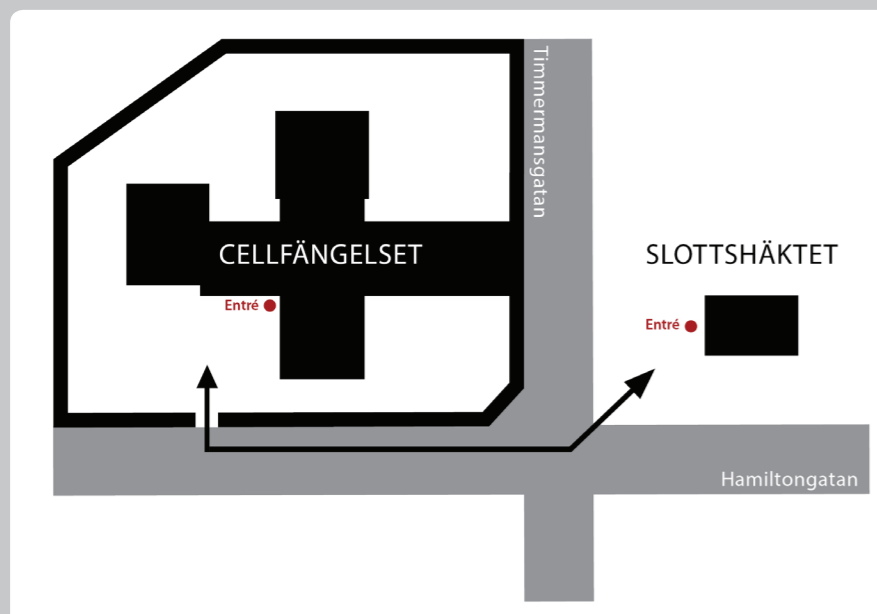 Timmermansgatan
CELLFÄNGELSET
SLOTTSHÄKTET
Entré
Entré
Hamiltongatan